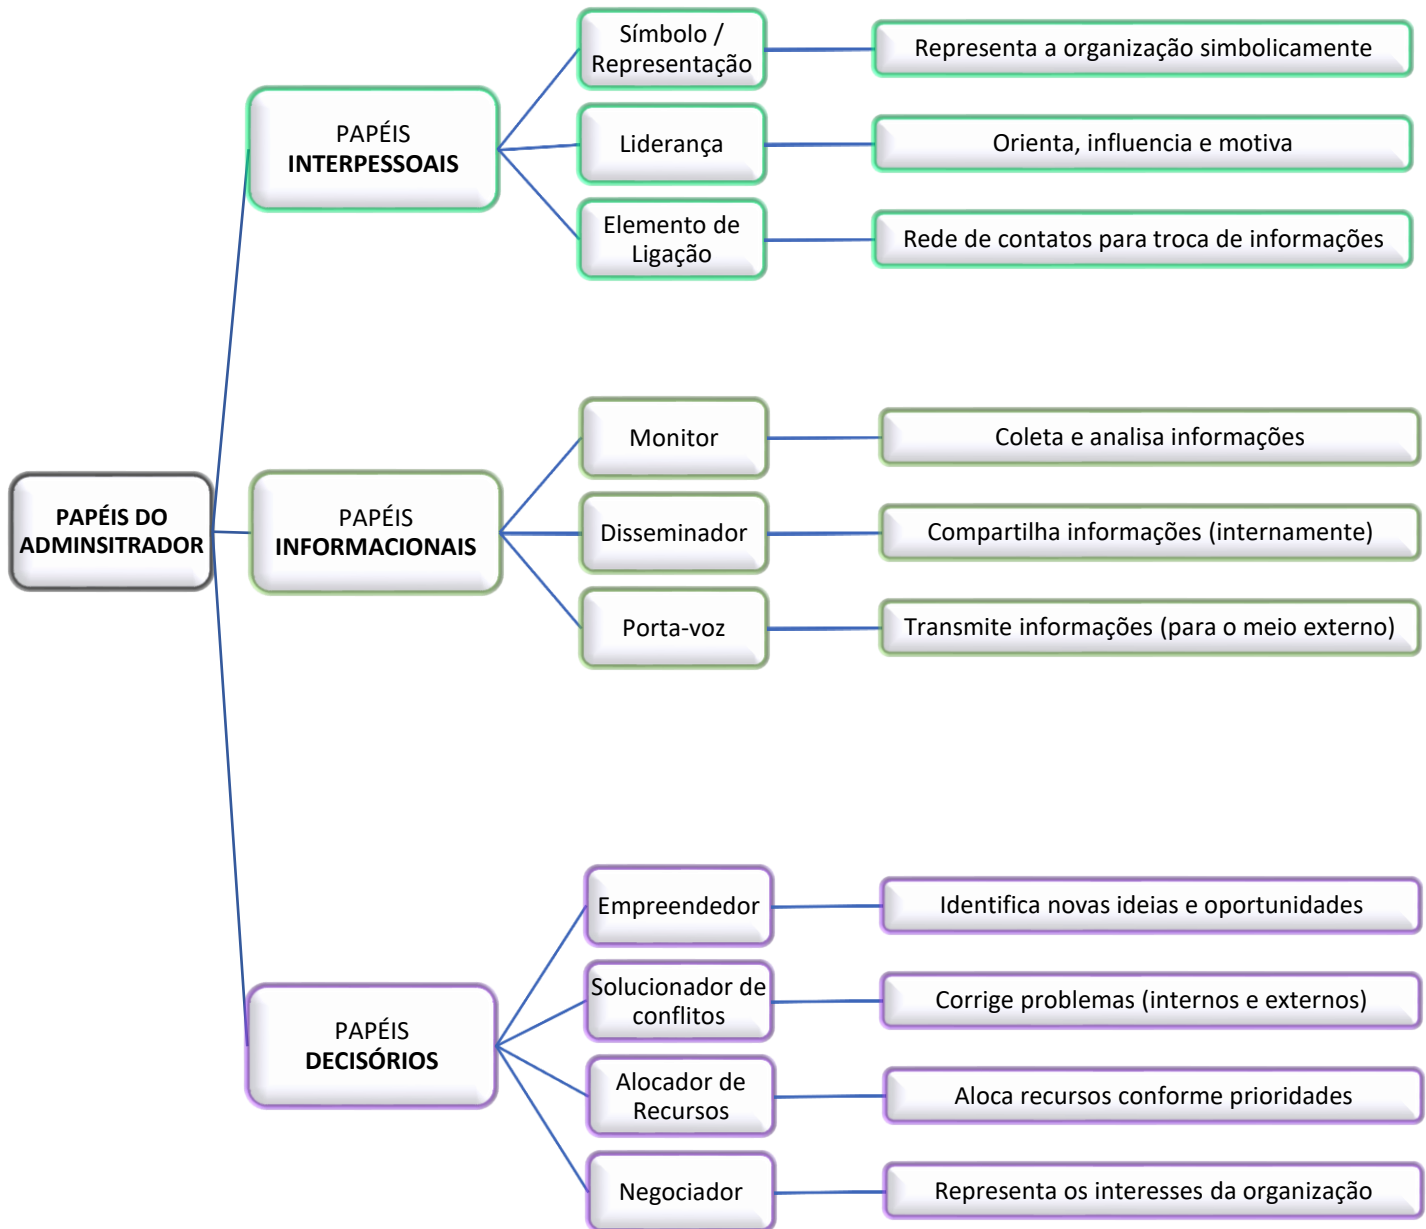 PAPÉIS DO
ADMINSITRADOR
PAPÉIS
INTERPESSOAIS
Símbolo /
Representação
Representa a organização simbolicamente
Liderança
Orienta, influencia e motiva
Elemento de
Ligação
Rede de contatos para troca de informações
PAPÉIS
INFORMACIONAIS
Monitor
Coleta e analisa informações
Disseminador
Compartilha informações (internamente)
Porta-voz
Transmite informações (para o meio externo)
PAPÉIS
DECISÓRIOS
Empreendedor
Identifica novas ideias e oportunidades
Solucionador de
conflitos
Corrige problemas (internos e externos)
Alocador de
Recursos
Aloca recursos conforme prioridades
Negociador
Representa os interesses da organização